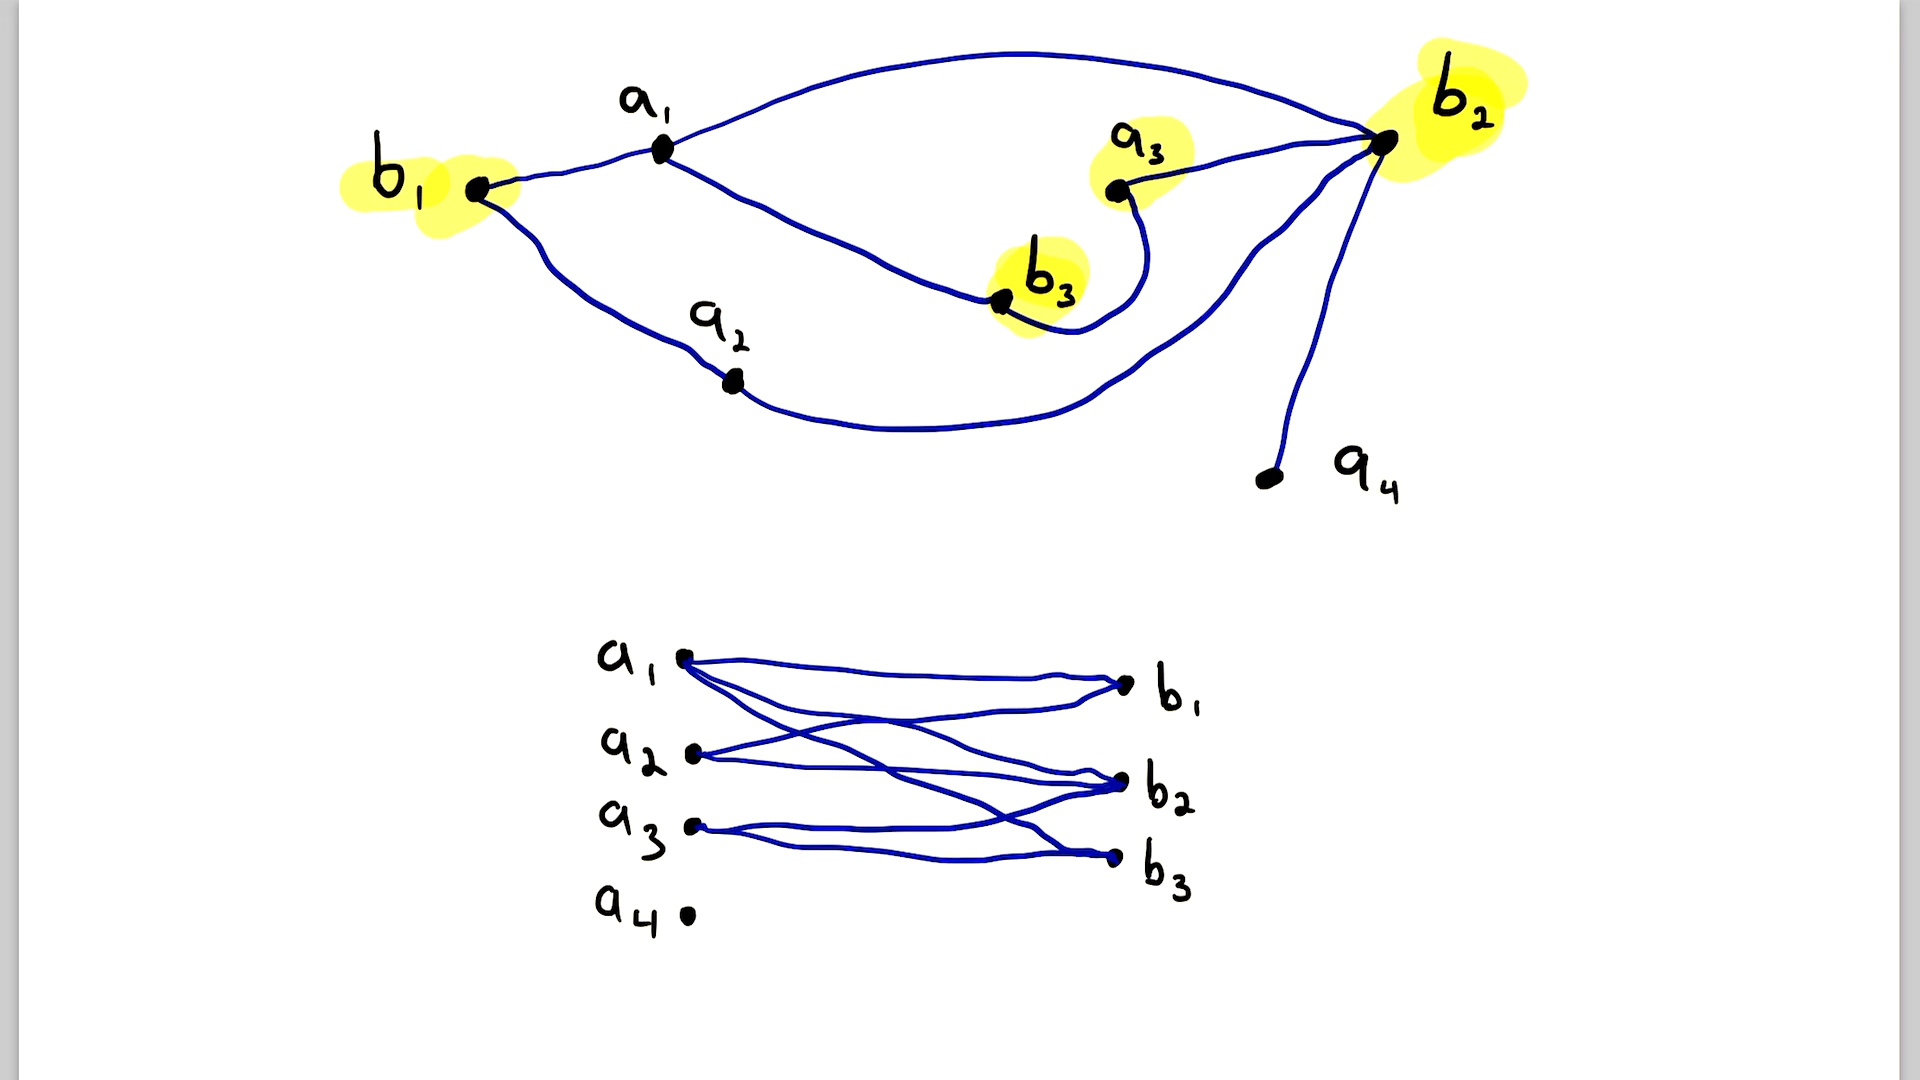 a₁
b₂
a₃
b₁
b₃
a₂
a₄
a₁
b₁
a₂
b₂
a₃
b₃
a₄